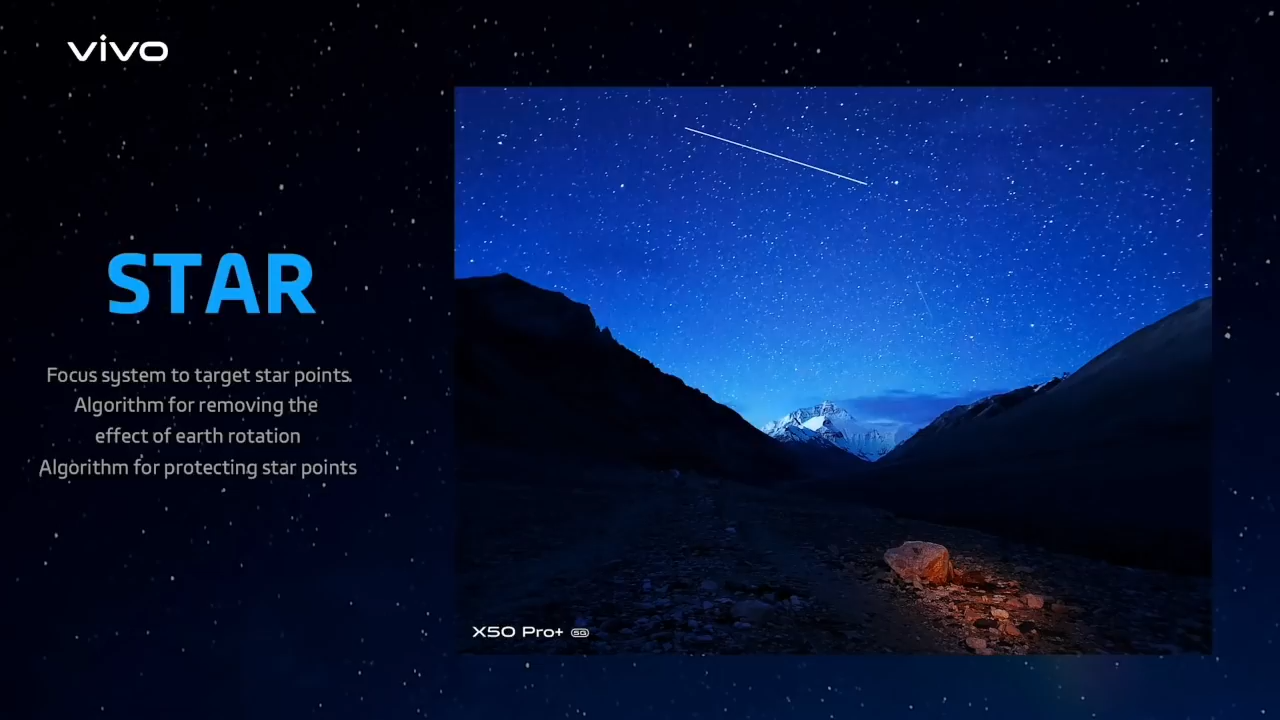 vivo
STAR
Focus system to target star points.
Algorithm for removing the
effect of earth rotation
Algorithm for protecting star points
X50 Pro+ 5G